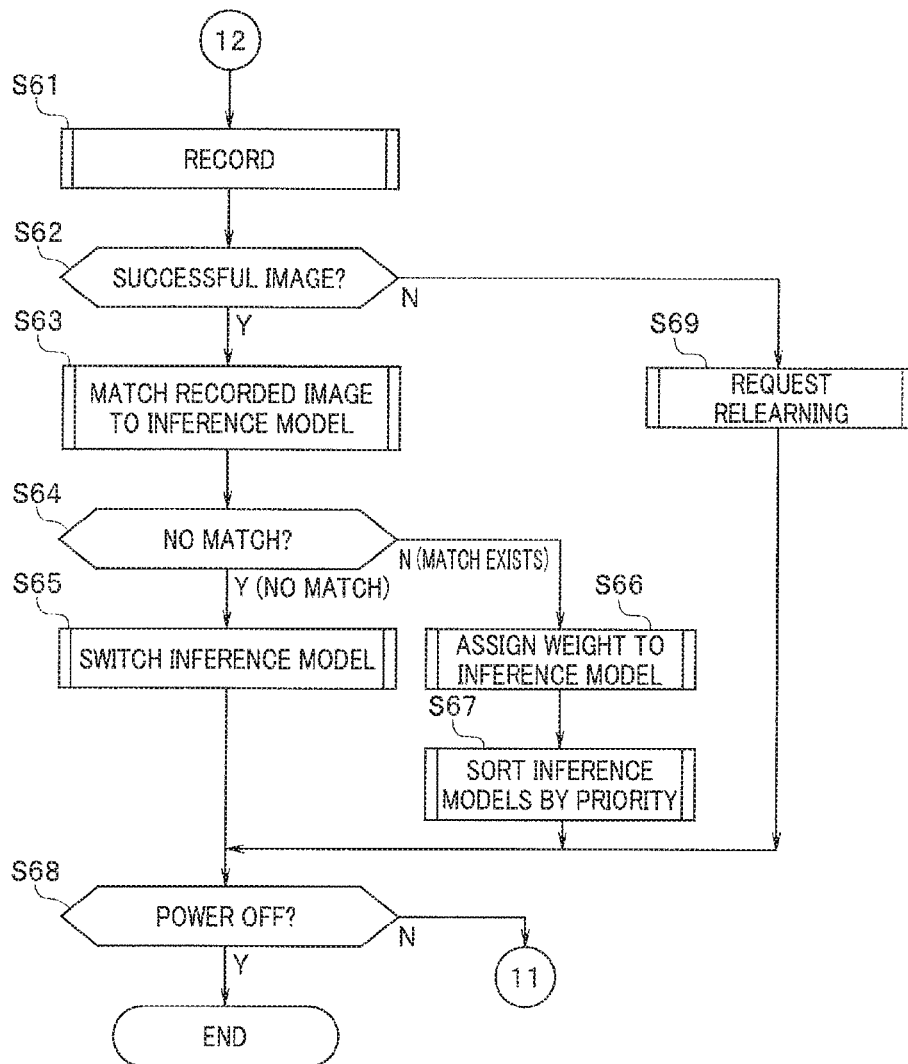 12
S61
RECORD
S62
SUCCESSFUL IMAGE?
N
Y
S63
MATCH RECORDED IMAGE
TO INFERENCE MODEL
S69
REQUEST
RELEARNING
S64
NO MATCH?
N (MATCH EXISTS)
Y (NO MATCH)
S65
SWITCH INFERENCE MODEL
S66
ASSIGN WEIGHT TO
INFERENCE MODEL
S67
SORT INFERENCE
MODELS BY PRIORITY
S68
POWER OFF?
N
Y
11
END